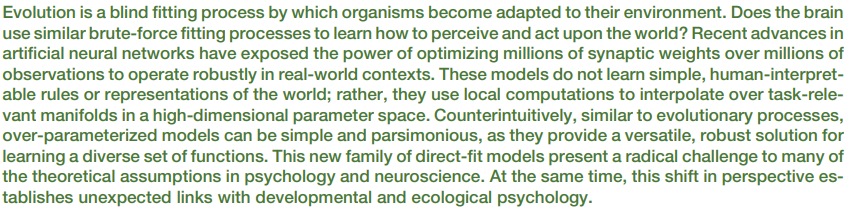 Evolution is a blind fitting process by which organisms become adapted to their environment. Does the brain
use similar brute-force fitting processes to learn how to perceive and act upon the world? Recent advances in
artificial neural networks have exposed the power of optimizing millions of synaptic weights over millions of
observations to operate robustly in real-world contexts. These models do not learn simple, human-interpret-
able rules or representations of the world; rather, they use local computations to interpolate over task-rele-
vant manifolds in a high-dimensional parameter space. Counterintuitively, similar to evolutionary processes,
over-parameterized models can be simple and parsimonious, as they provide a versatile, robust solution for
learning a diverse set of functions. This new family of direct-fit models present a radical challenge to many of
the theoretical assumptions in psychology and neuroscience. At the same time, this shift in perspective es-
tablishes unexpected links with developmental and ecological psychology.